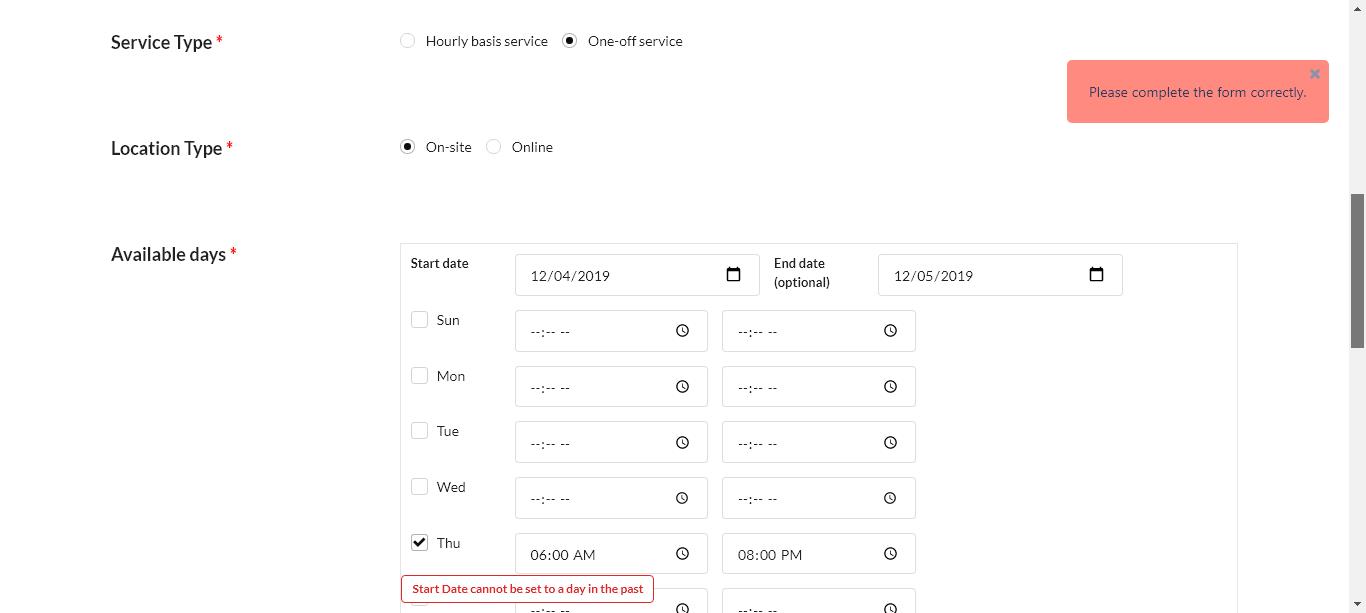 Service Type *
Hourly basis service
One-off service
Please complete the form correctly.
Location Type *
On-site
Online
Available days *
Start date
12/04/2019
End date
(optional)
12/05/2019
Sun
--:-- --
--:-- --
Mon
--:-- --
--:-- --
Tue
--:-- --
--:-- --
Wed
--:-- --
--:-- --
Thu
06:00 AM
08:00 PM
Start Date cannot be set to a day in the past
--:-- --
--:-- --